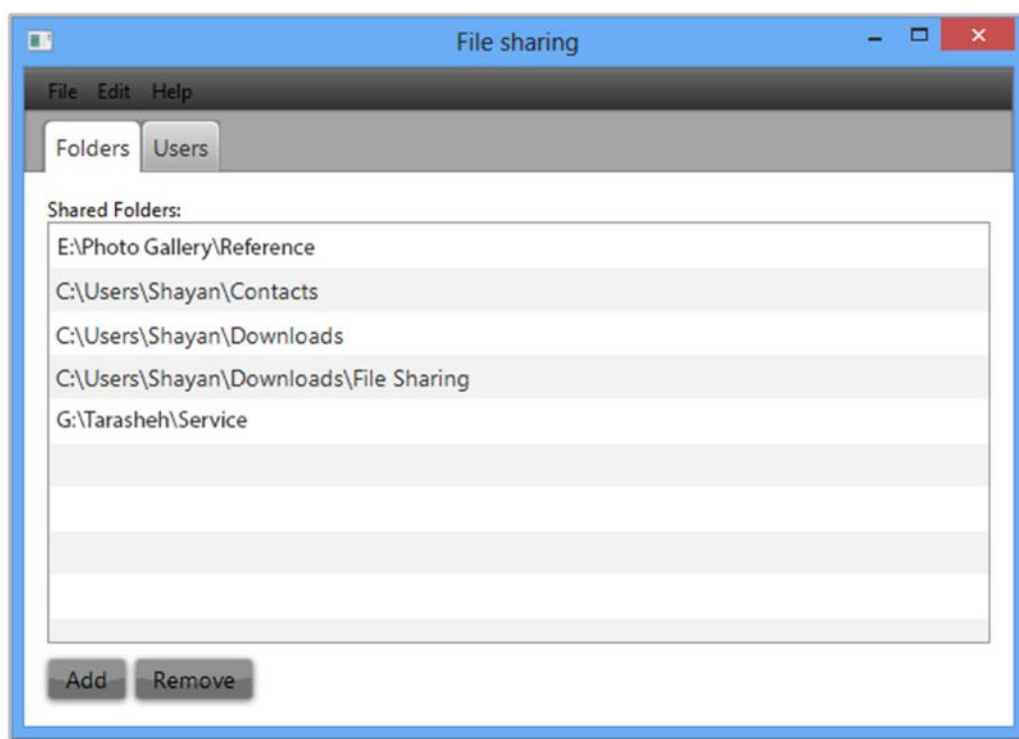 File sharing
File Edit Help
Folders Users
Shared Folders:
E:\Photo Gallery\Reference
C:\Users\Shayan\Contacts
C:\Users\Shayan\Downloads
C:\Users\Shayan\Downloads\File Sharing
G:\Tarasheh\Service
Add Remove